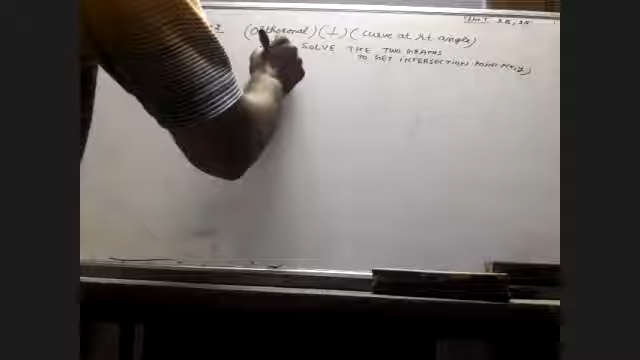 (Orthogonal) (⊥) (curve at rt angle)
SOLVE THE TWO GRAPHS
TO GET INTERSECTION POINT P(x,y)